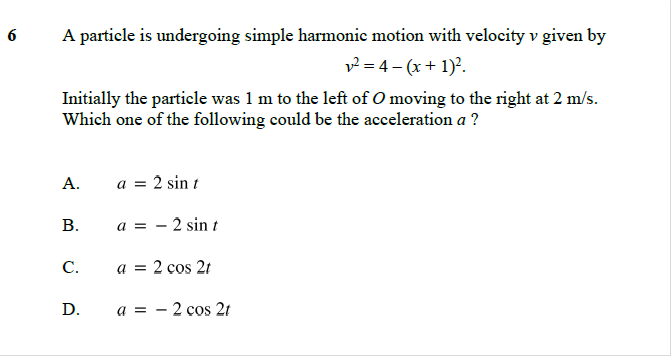 6 A particle is undergoing simple harmonic motion with velocity v given by
v² = 4 – (x + 1)².
Initially the particle was 1 m to the left of O moving to the right at 2 m/s.
Which one of the following could be the acceleration a ?
A. a = 2 sin t
B. a = – 2 sin t
C. a = 2 cos 2t
D. a = – 2 cos 2t